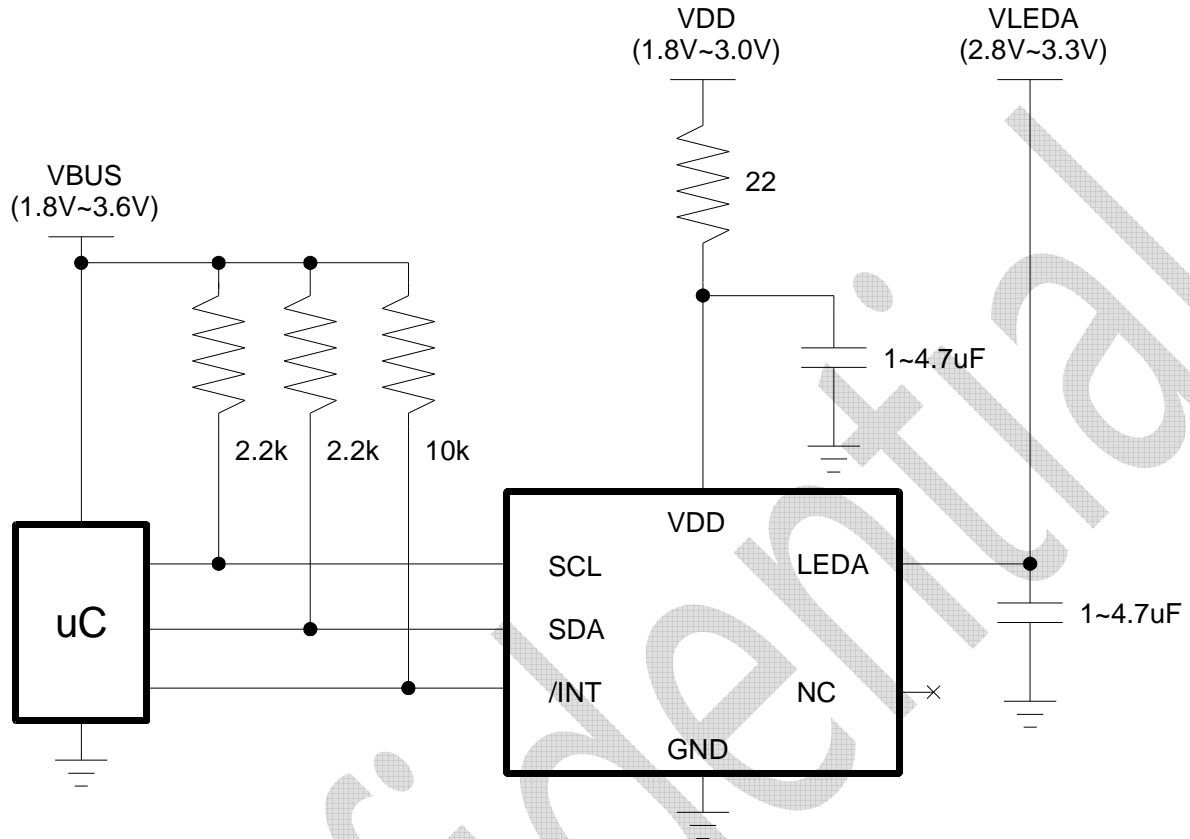 VDD
(1.8V~3.0V)
VLEDA
(2.8V~3.3V)
VBUS
(1.8V~3.6V)
22
1~4.7uF
2.2k
2.2k
10k
uC
VDD
SCL
LEDA
SDA
/INT
NC
GND
1~4.7uF
fidential